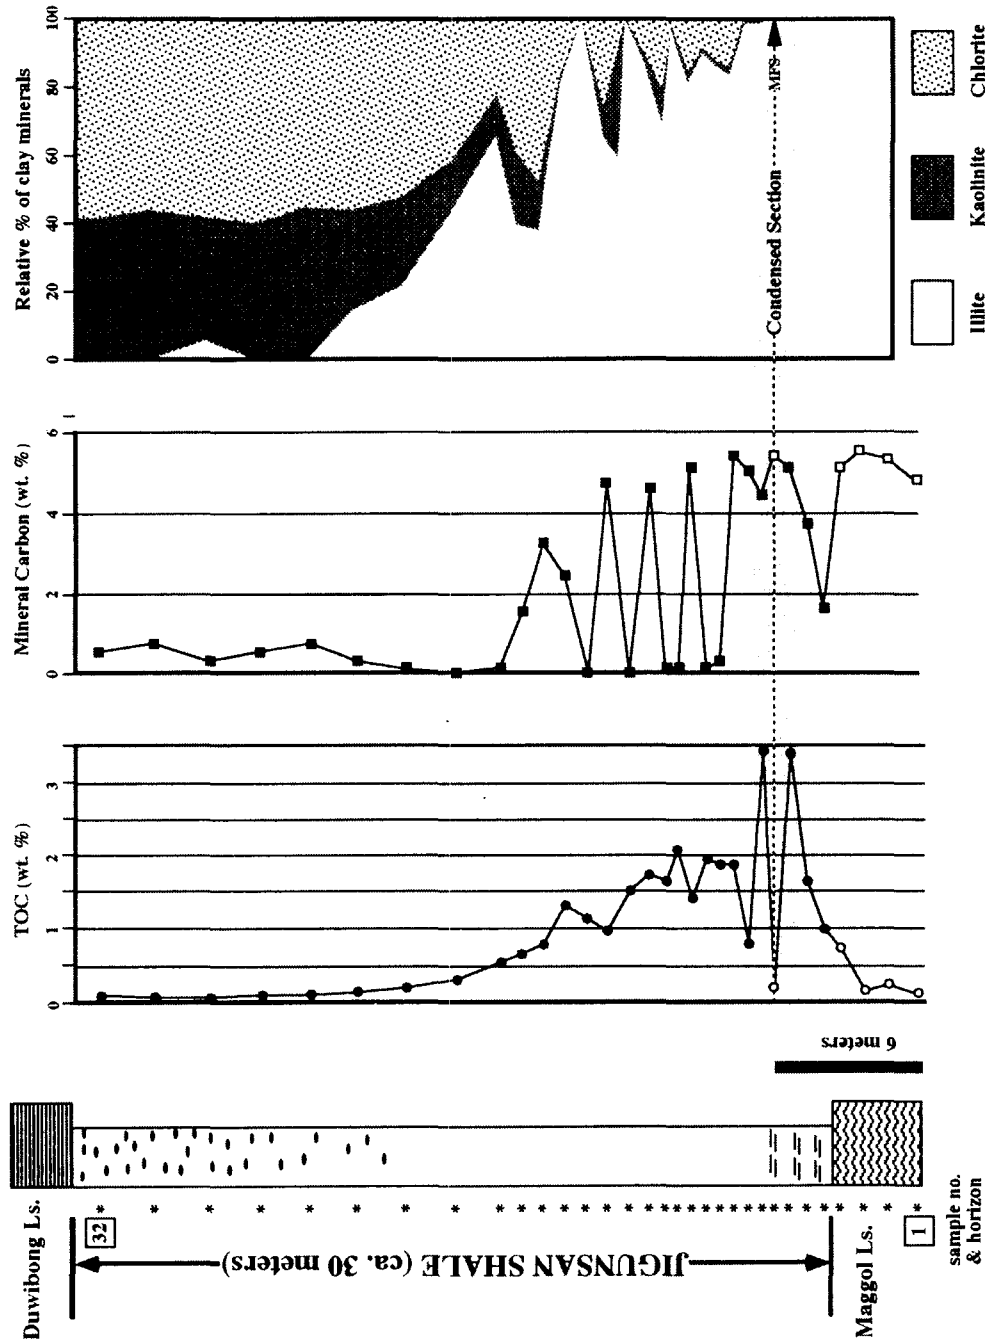 Duwibong Ls.
32
JIGUNSAN SHALE (ca. 30 meters)
Maggol Ls.
1
sample no.
& horizon
6 meters
TOC (wt. %)
0 1 2 3
Mineral Carbon (wt. %)
0 2 4 6
Relative % of clay minerals
0 20 40 60 80 100
Condensed Section
MFS
Illite
Kaolinite
Chlorite